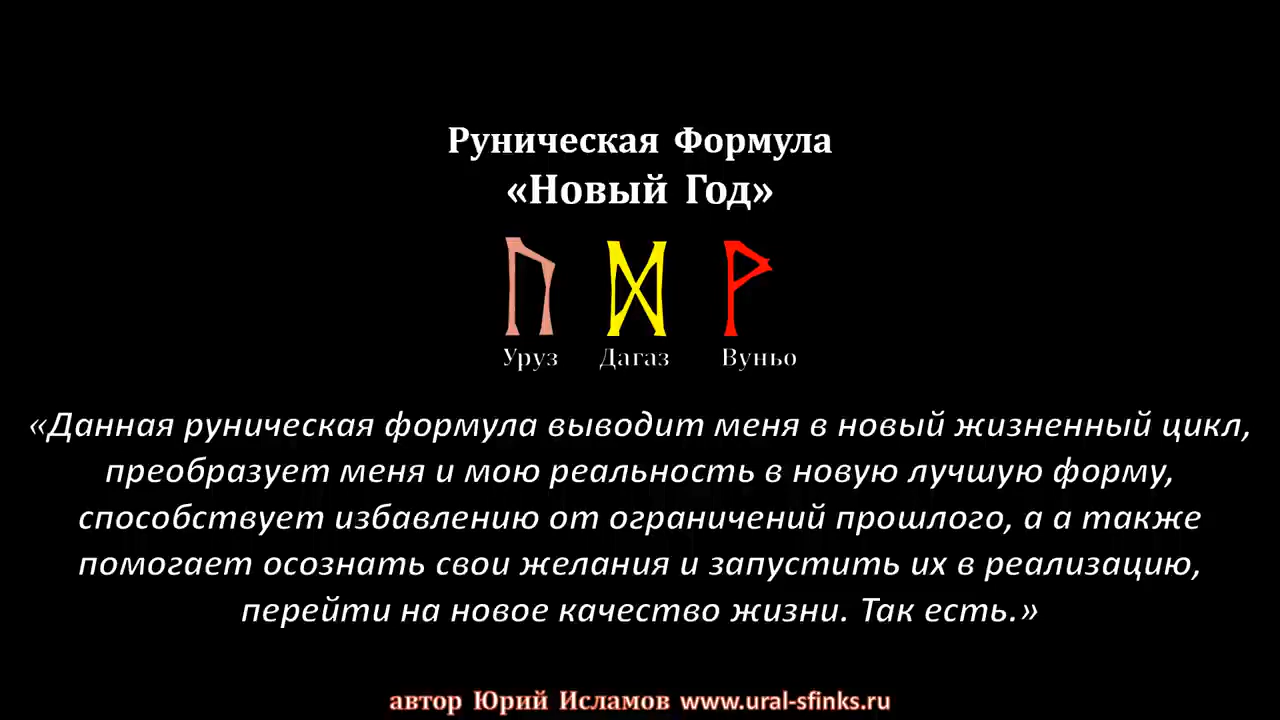 Руническая Формула
«Новый Год»
ᚢ ᛞ ᚹ
Уруз Дагаз Вуньо
«Данная руническая формула выводит меня в новый жизненный цикл,
преобразует меня и мою реальность в новую лучшую форму,
способствует избавлению от ограничений прошлого, а а также
помогает осознать свои желания и запустить их в реализацию,
перейти на новое качество жизни. Так есть.»
автор Юрий Исламов www.ural-sfinks.ru